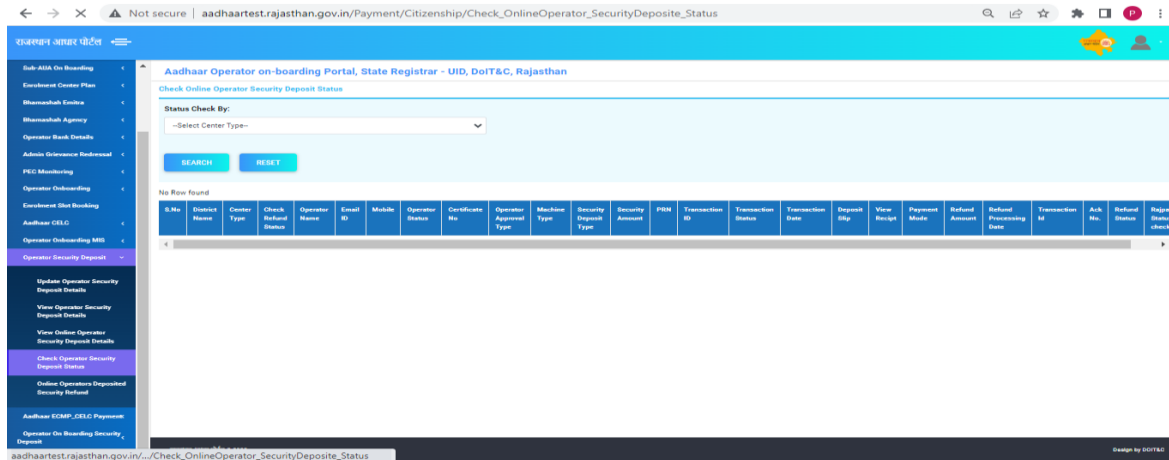 Not secure | aadhaartest.rajasthan.gov.in/Payment/Citizenship/Check_OnlineOperator_SecurityDeposite_Status
P
राजस्थान आधार पोर्टल
Sub-AUA On Boarding
Enrolment Center Plan
Bhamashah Emitra
Bhamashah Agency
Operator Bank Details
Admin Grievance Redressal
PEC Monitoring
Operator Onboarding
Enrolment Slot Booking
Aadhaar CELC
Operator Onboarding MIS
Operator Security Deposit
Update Operator Security
Deposit Details
View Operator Security
Deposit Details
View Online Operator
Security Deposit Details
Check Operator Security
Deposit Status
Online Operators Deposited
Security Refund
Aadhaar ECMP_CELC Payment
Operator On Boarding Security
Deposit
Aadhaar Operator on-boarding Portal, State Registrar - UID, DoIT&C, Rajasthan
Check Online Operator Security Deposit Status
Status Check By:
--Select Center Type--
SEARCH RESET
No Row found
S.No District Name Center Type Check Refund Status Operator Name Email ID Mobile Operator Status Certificate No Operator Approval Type Machine Type Security Deposit Type Security Amount PRN Transaction ID Transaction Status Transaction Date Deposit Slip View Recipt Payment Mode Refund Amount Refund Processing Date Transaction Id Ack No. Refund Status Rajpa Status check
Design by DOIT&C
aadhaartest.rajasthan.gov.in/.../Check_OnlineOperator_SecurityDeposite_Status